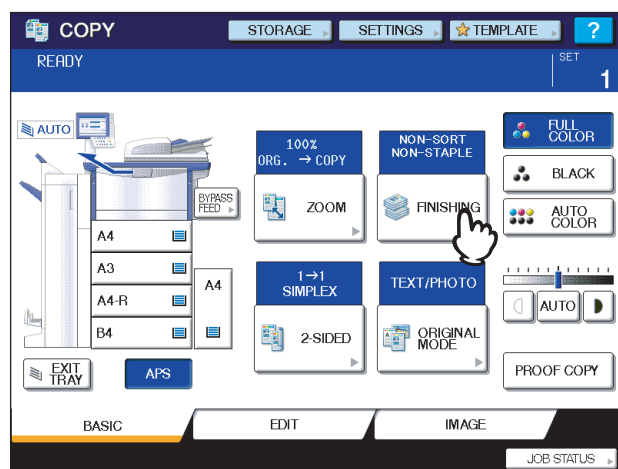 COPY
STORAGE
SETTINGS
TEMPLATE
?
READY
SET
1
AUTO
BYPASS
FEED
A4
A3
A4-R
B4
A4
EXIT
TRAY
APS
100%
ORG. → COPY
ZOOM
NON-SORT
NON-STAPLE
FINISHING
1→1
SIMPLEX
2-SIDED
TEXT/PHOTO
ORIGINAL
MODE
FULL
COLOR
BLACK
AUTO
COLOR
AUTO
PROOF COPY
BASIC
EDIT
IMAGE
JOB STATUS